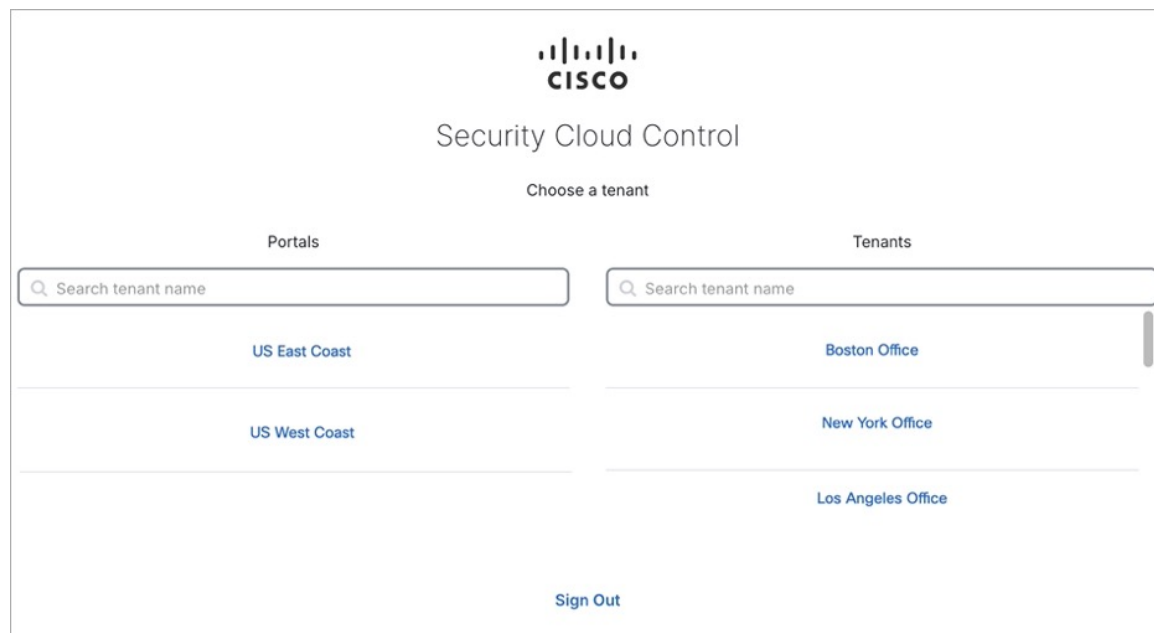 CISCO
Security Cloud Control
Choose a tenant
Portals
Search tenant name
US East Coast
US West Coast
Tenants
Search tenant name
Boston Office
New York Office
Los Angeles Office
Sign Out